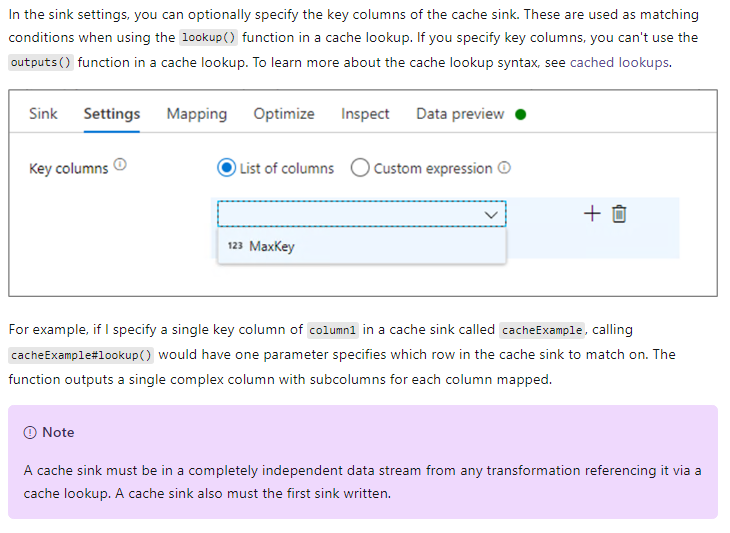 In the sink settings, you can optionally specify the key columns of the cache sink. These are used as matching
conditions when using the lookup() function in a cache lookup. If you specify key columns, you can't use the
outputs() function in a cache lookup. To learn more about the cache lookup syntax, see cached lookups.
Sink Settings Mapping Optimize Inspect Data preview
Key columns List of columns Custom expression
123 MaxKey
For example, if I specify a single key column of column1 in a cache sink called cacheExample, calling
cacheExample#lookup() would have one parameter specifies which row in the cache sink to match on. The
function outputs a single complex column with subcolumns for each column mapped.
Note
A cache sink must be in a completely independent data stream from any transformation referencing it via a
cache lookup. A cache sink also must the first sink written.